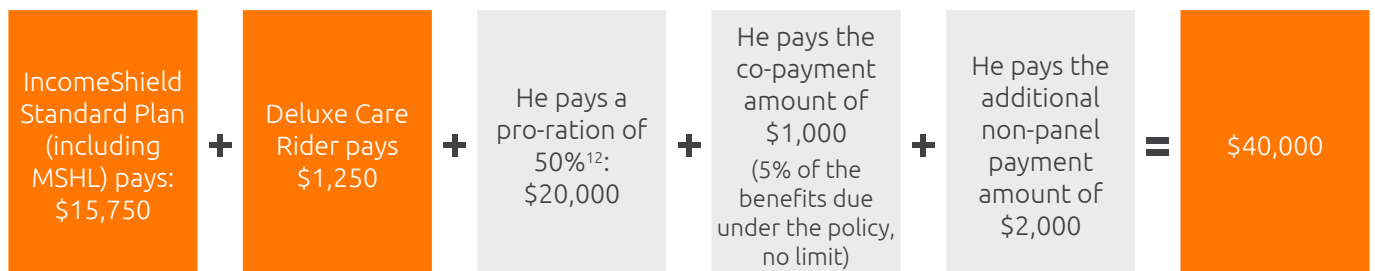 IncomeShield
Standard Plan
(including
MSHL) pays:
$15,750
+
Deluxe Care
Rider pays
$1,250
+
He pays a
pro-ration of
50%¹²:
$20,000
+
He pays the
co-payment
amount of
$1,000
(5% of the
benefits due
under the policy,
no limit)
+
He pays the
additional
non-panel
payment
amount of
$2,000
=
$40,000